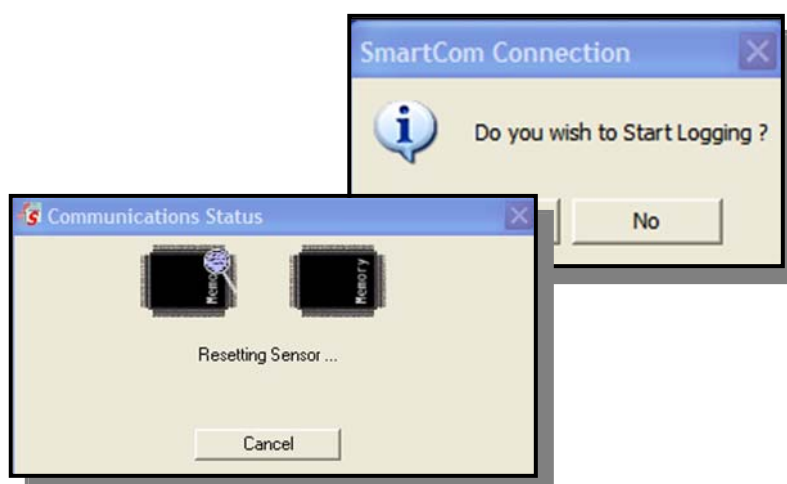 SmartCom Connection
Do you wish to Start Logging ?
No
Communications Status
Memory
Resetting Sensor ...
Cancel